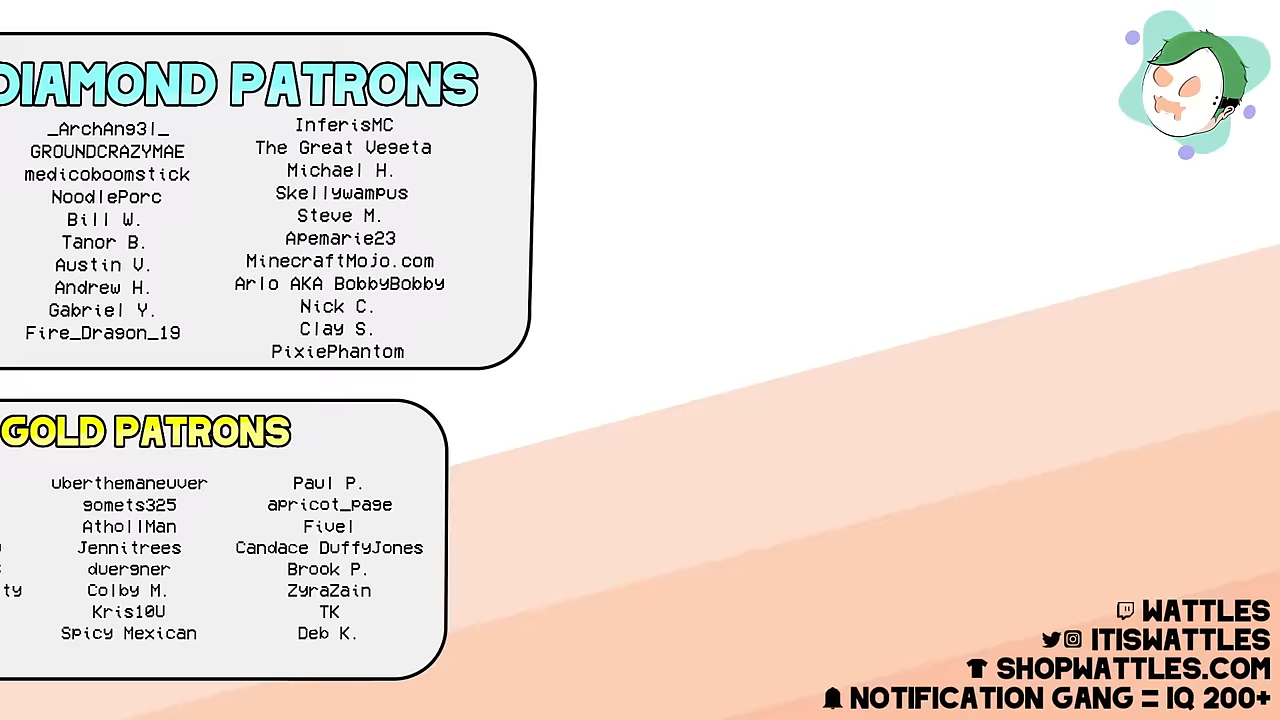 DIAMOND PATRONS
_ArchAng3l_
GROUNDCRAZYMAE
medicoboomstick
NoodlePorc
Bill W.
Tanor B.
Austin V.
Andrew H.
Gabriel Y.
Fire_Dragon_19
InferisMC
The Great Vegeta
Michael H.
Skellywampus
Steve M.
Apemarie23
MinecraftMojo.com
Arlo AKA BobbyBobby
Nick C.
Clay S.
PixiePhantom
GOLD PATRONS
ty
uberthemaneuver
gomets325
AthollMan
Jennitrees
duergner
Colby M.
Kris10U
Spicy Mexican
Paul P.
apricot_page
Fivel
Candace DuffyJones
Brook P.
ZyraZain
TK
Deb K.
WATTLES
ITISWATTLES
SHOPWATTLES.COM
NOTIFICATION GANG = IQ 200+